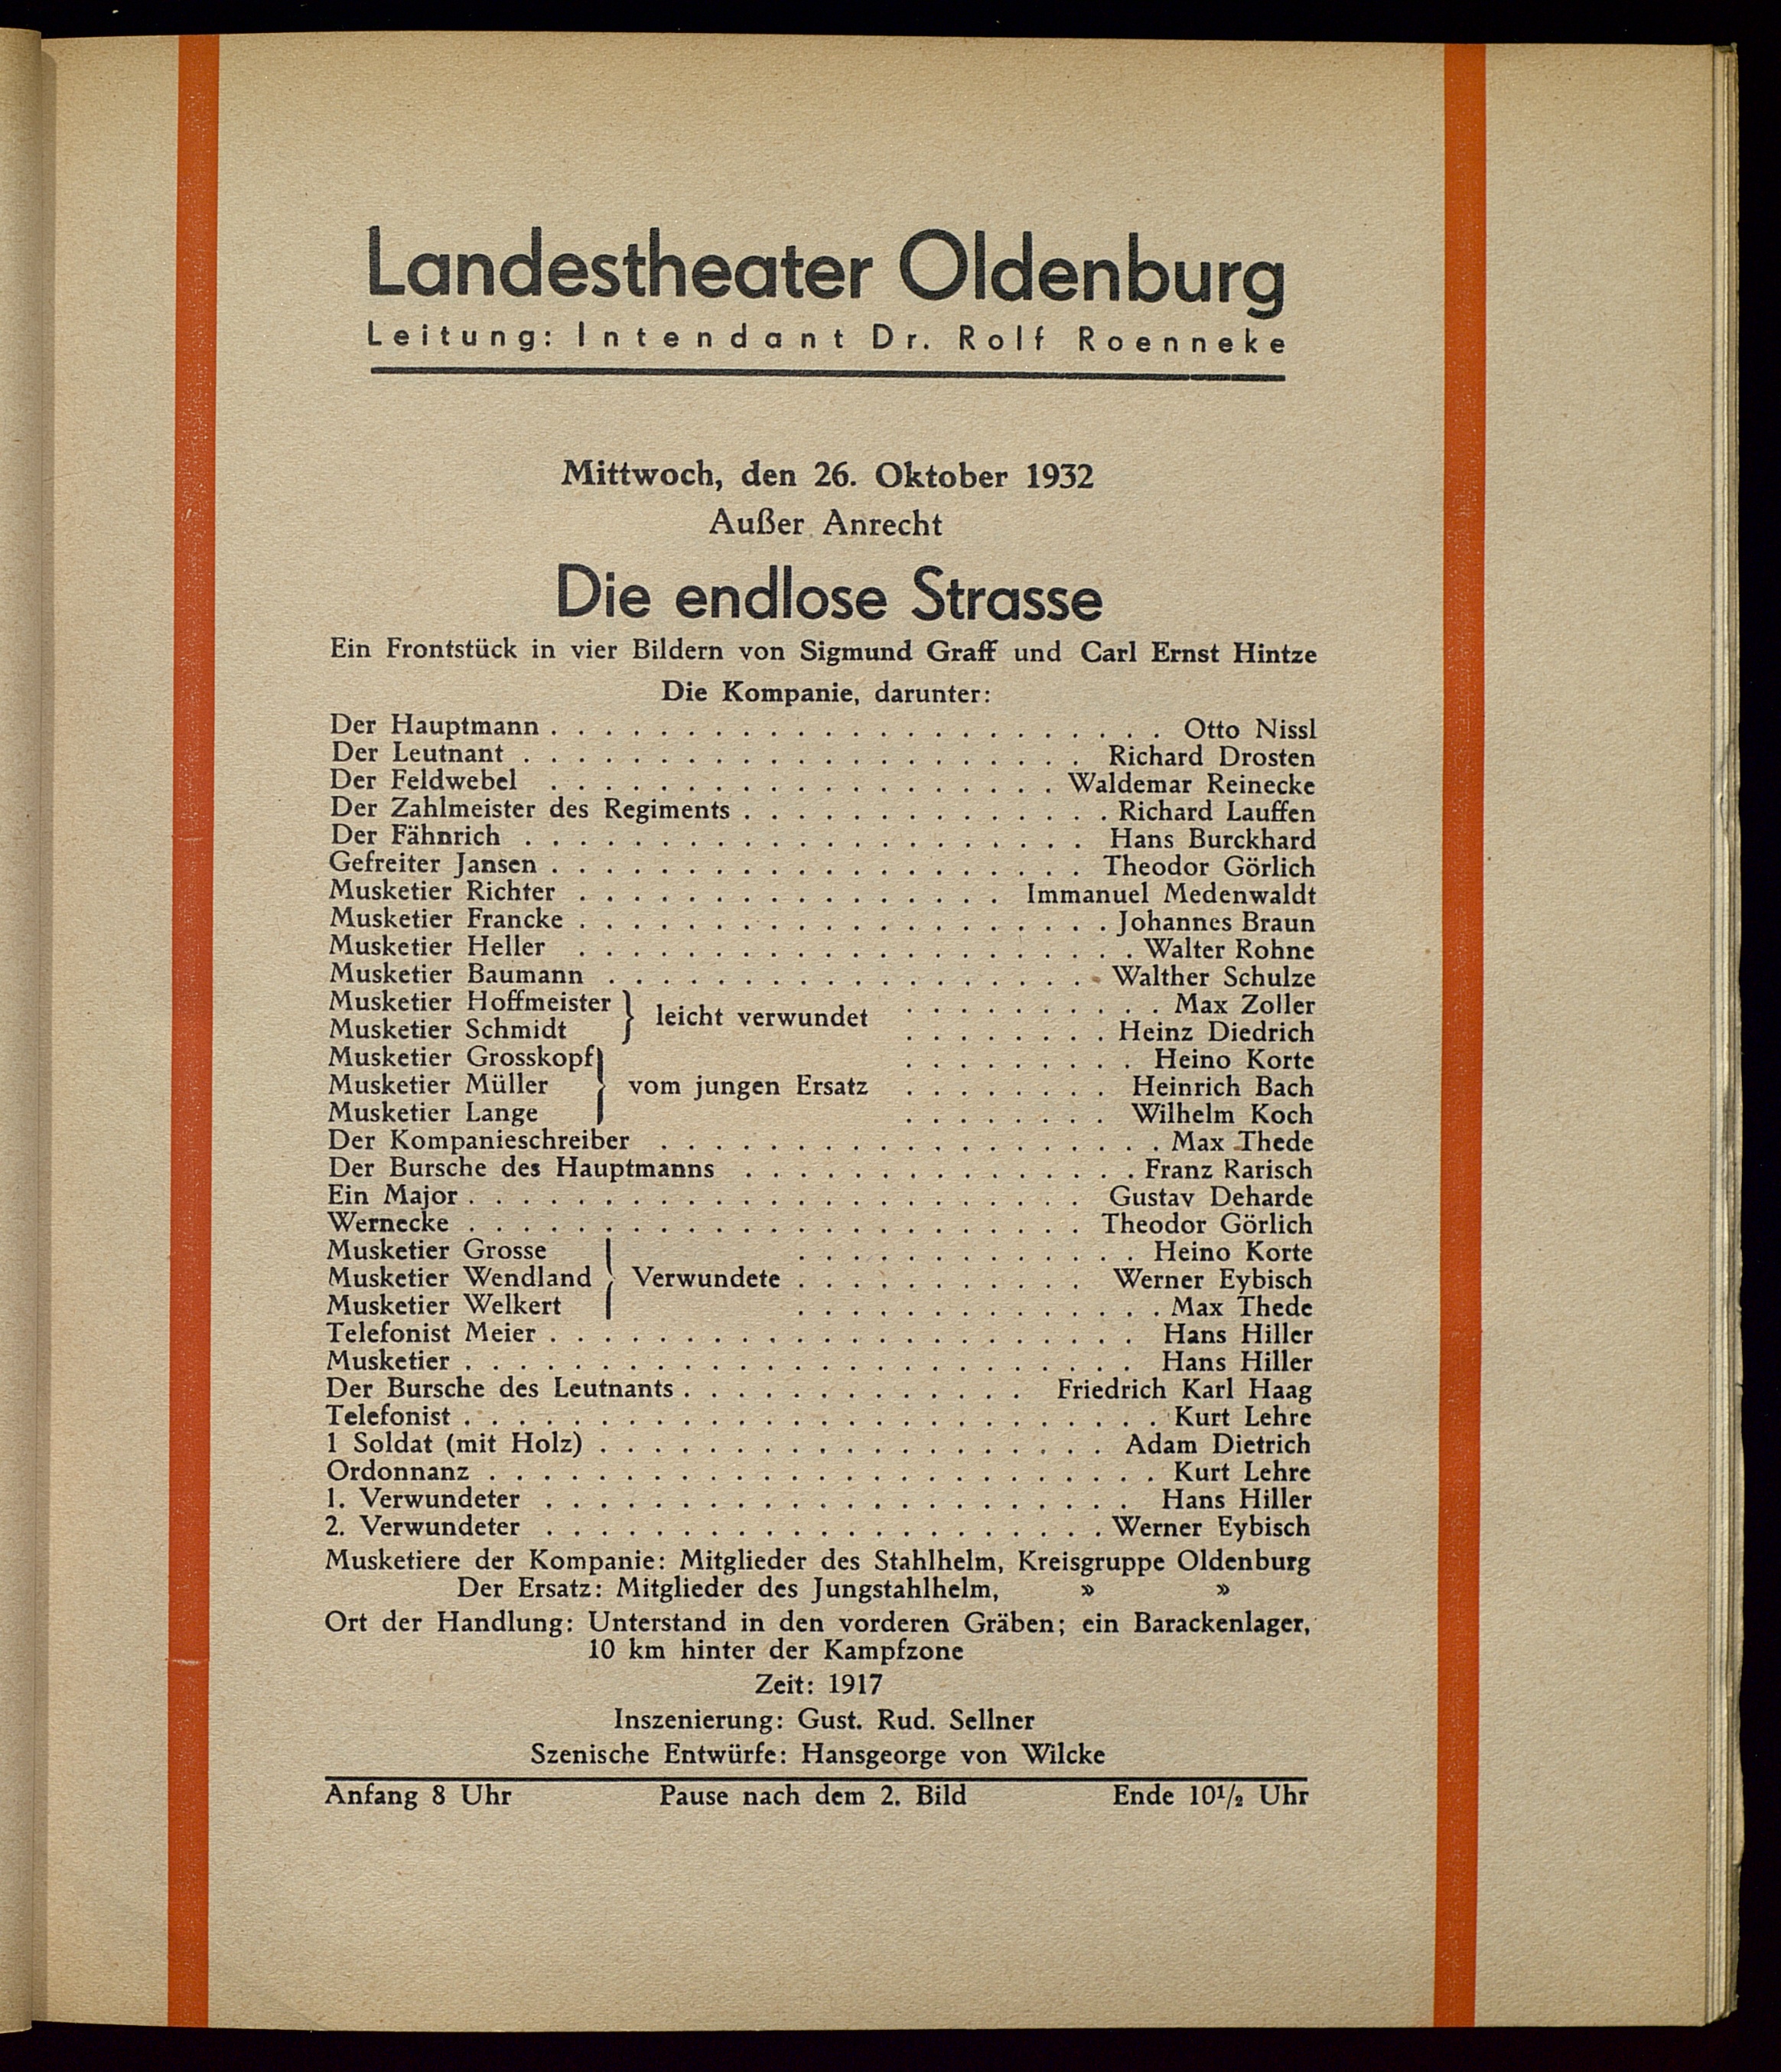 Landestheater Oldenburg
Leitung: Intendant Dr. Rolf Roenneke
Mittwoch, den 26. Oktober 1932
Außer Anrecht
Die endlose Strasse
Ein Frontstück in vier Bildern von Sigmund Graff und Carl Ernst Hintze
Die Kompanie, darunter:
Der Hauptmann . . . . . . . . . . Otto Nissl
Der Leutnant . . . . . . . . . . Richard Drosten
Der Feldwebel . . . . . . . . . . Waldemar Reinecke
Der Zahlmeister des Regiments . . . . . . . . . . Richard Lauffen
Der Fähnrich . . . . . . . . . . Hans Burckhard
Gefreiter Jansen . . . . . . . . . . Theodor Görlich
Musketier Richter . . . . . . . . . . Immanuel Medenwaldt
Musketier Francke . . . . . . . . . . Johannes Braun
Musketier Heller . . . . . . . . . . Walter Rohne
Musketier Baumann . . . . . . . . . . Walther Schulze
Musketier Hoffmeister } leicht verwundet . . . . . . . . . . Max Zoller
Musketier Schmidt . . . . . . . . Heinz Diedrich
Musketier Grosskopf . . . . . . . . . Heino Korte
Musketier Müller } vom jungen Ersatz . . . . . . . . Heinrich Bach
Musketier Lange . . . . . . . . Wilhelm Koch
Der Kompanieschreiber . . . . . . . . . . Max Thede
Der Bursche des Hauptmanns . . . . . . . . . . Franz Rarisch
Ein Major . . . . . . . . . . Gustav Deharde
Wernecke . . . . . . . . . . Theodor Görlich
Musketier Grosse . . . . . . . . . . Heino Korte
Musketier Wendland } Verwundete . . . . . . . . . . Werner Eybisch
Musketier Welkert . . . . . . . . . . Max Thede
Telefonist Meier . . . . . . . . . . Hans Hiller
Musketier . . . . . . . . . . Hans Hiller
Der Bursche des Leutnants . . . . . . . . . . Friedrich Karl Haag
Telefonist . . . . . . . . . . Kurt Lehre
1 Soldat (mit Holz) . . . . . . . . . . Adam Dietrich
Ordonnanz . . . . . . . . . . Kurt Lehre
1. Verwundeter . . . . . . . . . . Hans Hiller
2. Verwundeter . . . . . . . . . . Werner Eybisch
Musketiere der Kompanie: Mitglieder des Stahlhelm, Kreisgruppe Oldenburg
Der Ersatz: Mitglieder des Jungstahlhelm, » »
Ort der Handlung: Unterstand in den vorderen Gräben; ein Barackenlager,
10 km hinter der Kampfzone
Zeit: 1917
Inszenierung: Gust. Rud. Sellner
Szenische Entwürfe: Hansgeorge von Wilcke
Anfang 8 Uhr Pause nach dem 2. Bild Ende 10½ Uhr